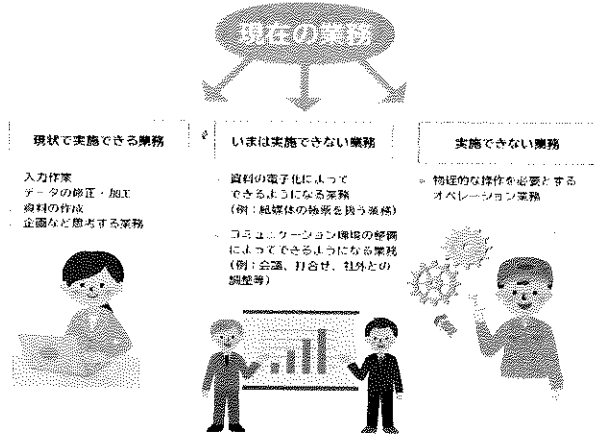 現在の業務
現状で実施できる業務
入力作業
データの修正・加工
資料の作成
企画など思考する業務
いまは実施できない業務
資料の電子化によって
できるようになる業務
(例：紙媒体の帳票を扱う業務)
コミュニケーション環境の整備
によってできるようになる業務
(例：会議、打合せ、社外との
調整等)
実施できない業務
物理的な操作を必要とする
オペレーション業務